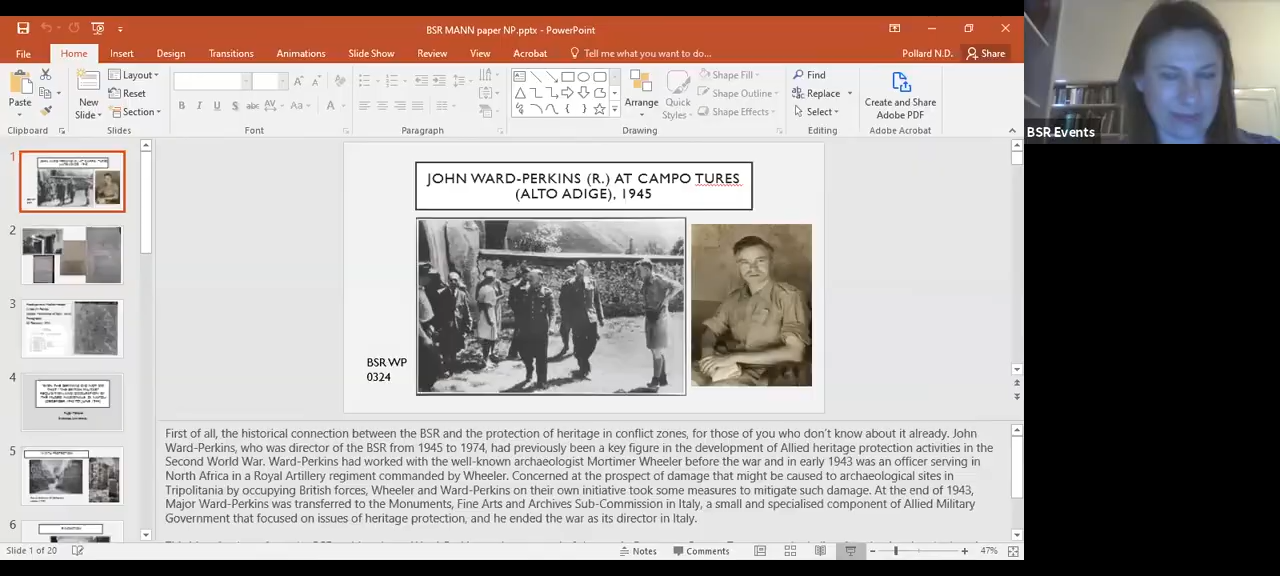 BSR MANN paper NP.pptx - PowerPoint
File
Home
Insert
Design
Transitions
Animations
Slide Show
Review
View
Acrobat
Tell me what you want to do...
Pollard N.D.
Share
Paste
Clipboard
New Slide
Layout
Reset
Section
Slides
B I U S abc AV Aa A
Font
Paragraph
Arrange
Quick Styles
Shape Fill
Shape Outline
Shape Effects
Drawing
Find
Replace
Select
Editing
Create and Share
Adobe PDF
Adobe Acrobat
BSR Events
1
2
3
4
5
6
JOHN WARD-PERKINS (R.) AT CAMPO TURES
(ALTO ADIGE), 1945
BSR WP
0324
First of all, the historical connection between the BSR and the protection of heritage in conflict zones, for those of you who don't know about it already. John
Ward-Perkins, who was director of the BSR from 1945 to 1974, had previously been a key figure in the development of Allied heritage protection activities in the
Second World War. Ward-Perkins had worked with the well-known archaeologist Mortimer Wheeler before the war and in early 1943 was an officer serving in
North Africa in a Royal Artillery regiment commanded by Wheeler. Concerned at the prospect of damage that might be caused to archaeological sites in
Tripolitania by occupying British forces, Wheeler and Ward-Perkins on their own initiative took some measures to mitigate such damage. At the end of 1943,
Major Ward-Perkins was transferred to the Monuments, Fine Arts and Archives Sub-Commission in Italy, a small and specialised component of Allied Military
Government that focused on issues of heritage protection, and he ended the war as its director in Italy.
Slide 1 of 20
Notes
Comments
47%